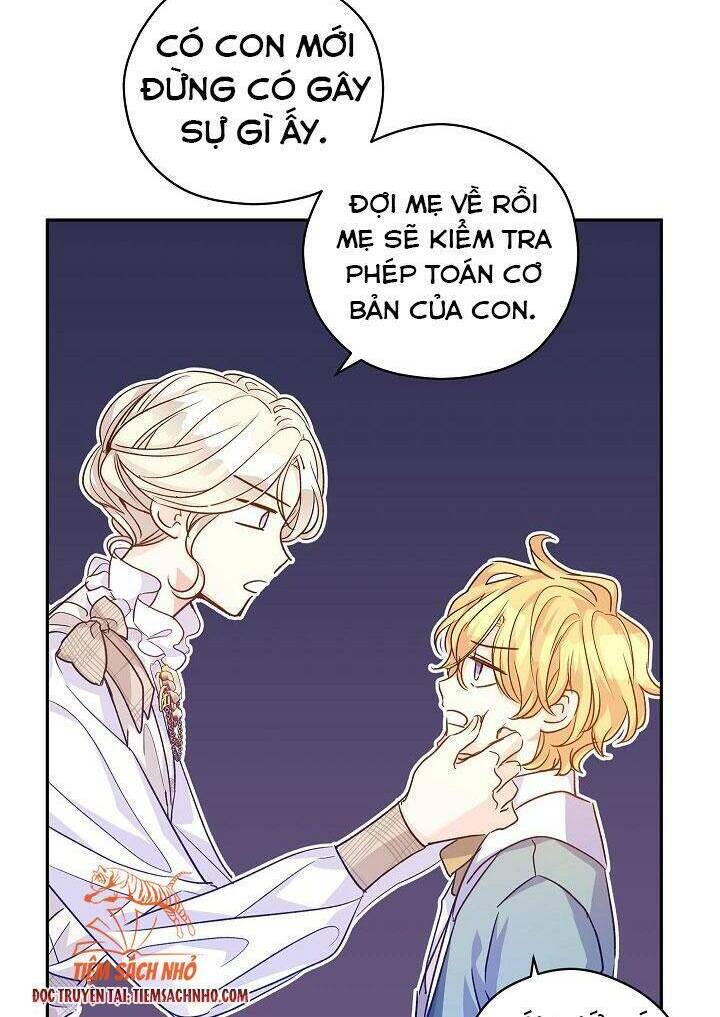 CÓ CON MỚI
ĐỪNG CÓ GÂY
SỰ GÌ ẤY.
ĐỢI MẸ VỀ RỒI
MẸ SẼ KIỂM TRA
PHÉP TOÁN CƠ
BẢN CỦA CON.
TIỆM SÁCH NHỎ
ĐỌC TRUYỆN TẠI: TIEMSACHNHO.COM